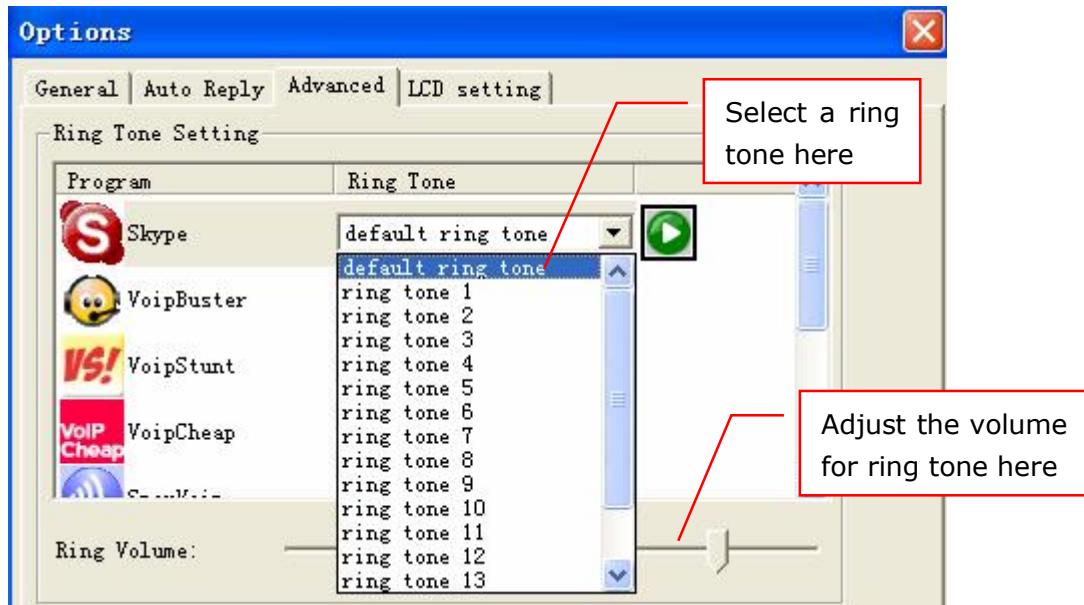 Options
General
Auto Reply
Advanced
LCD setting
Select a ring
tone here
Ring Tone Setting
Program
Ring Tone
S
Skype
default ring tone
default ring tone
ring tone 1
VoipBuster
ring tone 2
ring tone 3
VS!
VoipStunt
ring tone 4
ring tone 5
ring tone 6
VoIP
Cheap
VoipCheap
ring tone 7
ring tone 8
ring tone 9
ring tone 10
ring tone 11
ring tone 12
ring tone 13
Adjust the volume
for ring tone here
Ring Volume: